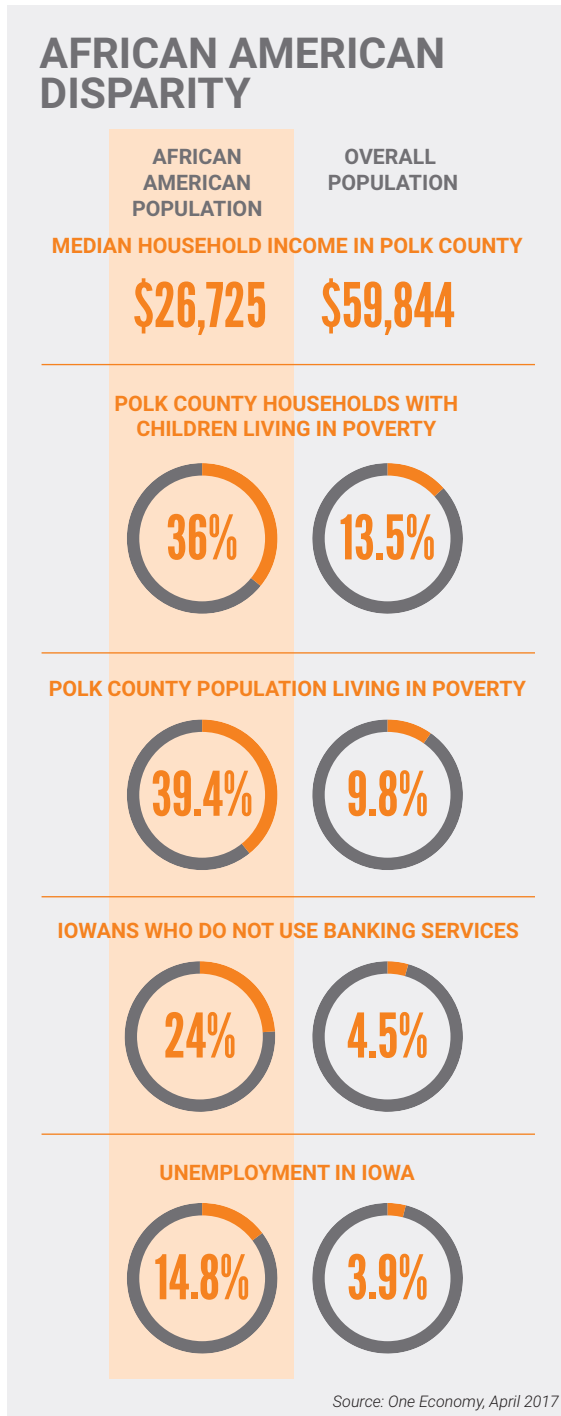 AFRICAN AMERICAN
DISPARITY
AFRICAN
AMERICAN
POPULATION
OVERALL
POPULATION
MEDIAN HOUSEHOLD INCOME IN POLK COUNTY
$26,725 $59,844
POLK COUNTY HOUSEHOLDS WITH
CHILDREN LIVING IN POVERTY
36% 13.5%
POLK COUNTY POPULATION LIVING IN POVERTY
39.4% 9.8%
IOWANS WHO DO NOT USE BANKING SERVICES
24% 4.5%
UNEMPLOYMENT IN IOWA
14.8% 3.9%
Source: One Economy, April 2017